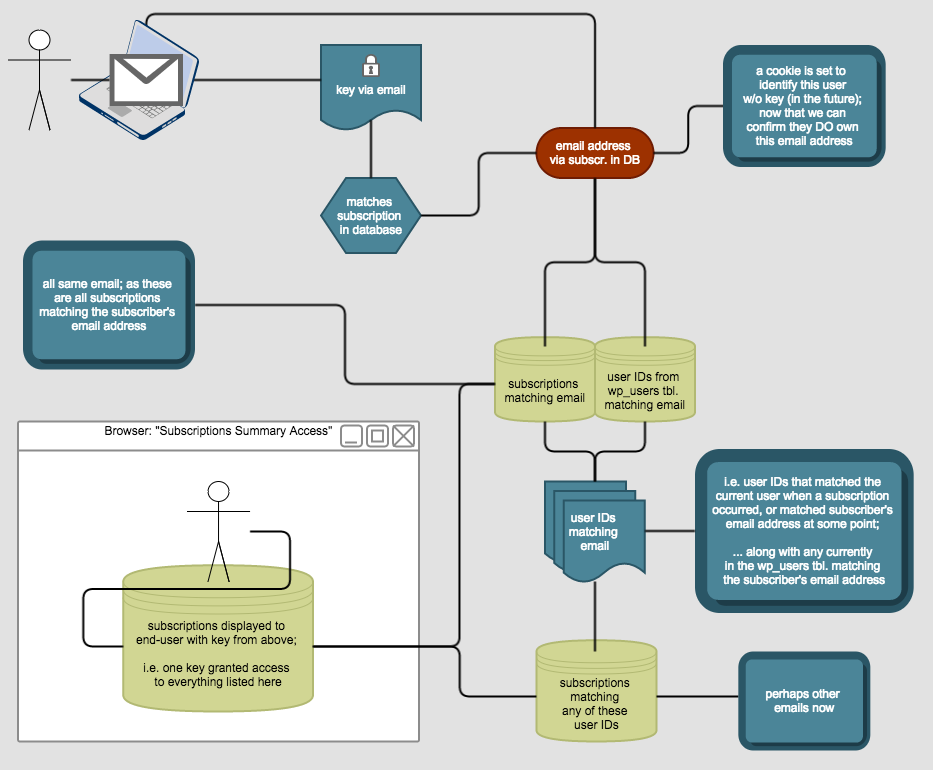 key via email
a cookie is set to
identify this user
w/o key (in the future);
now that we can
confirm they DO own
this email address
email address
via subscr. in DB
matches
subscription
in database
all same email; as these
are all subscriptions
matching the subscriber's
email address
subscriptions
matching email
user IDs from
wp_users tbl.
matching email
Browser: "Subscriptions Summary Access"
i.e. user IDs that matched the
current user when a subscription
occurred, or matched subscriber's
email address at some point;
... along with any currently
in the wp_users tbl. matching
the subscriber's email address
user IDs
matching
email
subscriptions displayed to
end-user with key from above;
i.e. one key granted access
to everything listed here
subscriptions
matching
any of these
user IDs
perhaps other
emails now